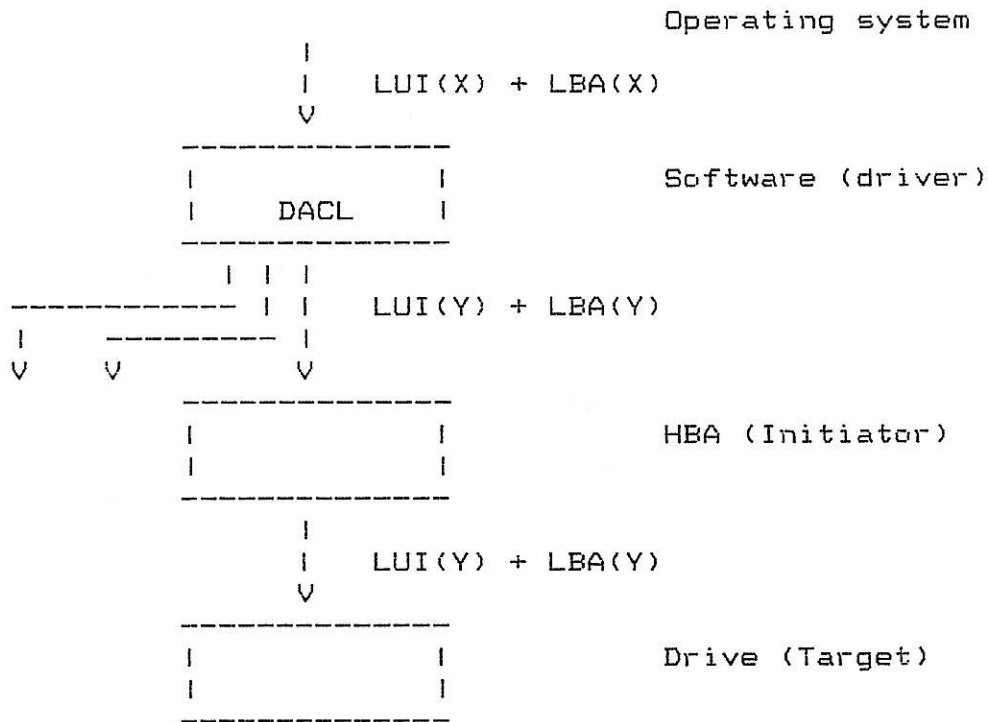 Operating system
LUI(X) + LBA(X)
Software (driver)
DACL
LUI(Y) + LBA(Y)
HBA (Initiator)
LUI(Y) + LBA(Y)
Drive (Target)